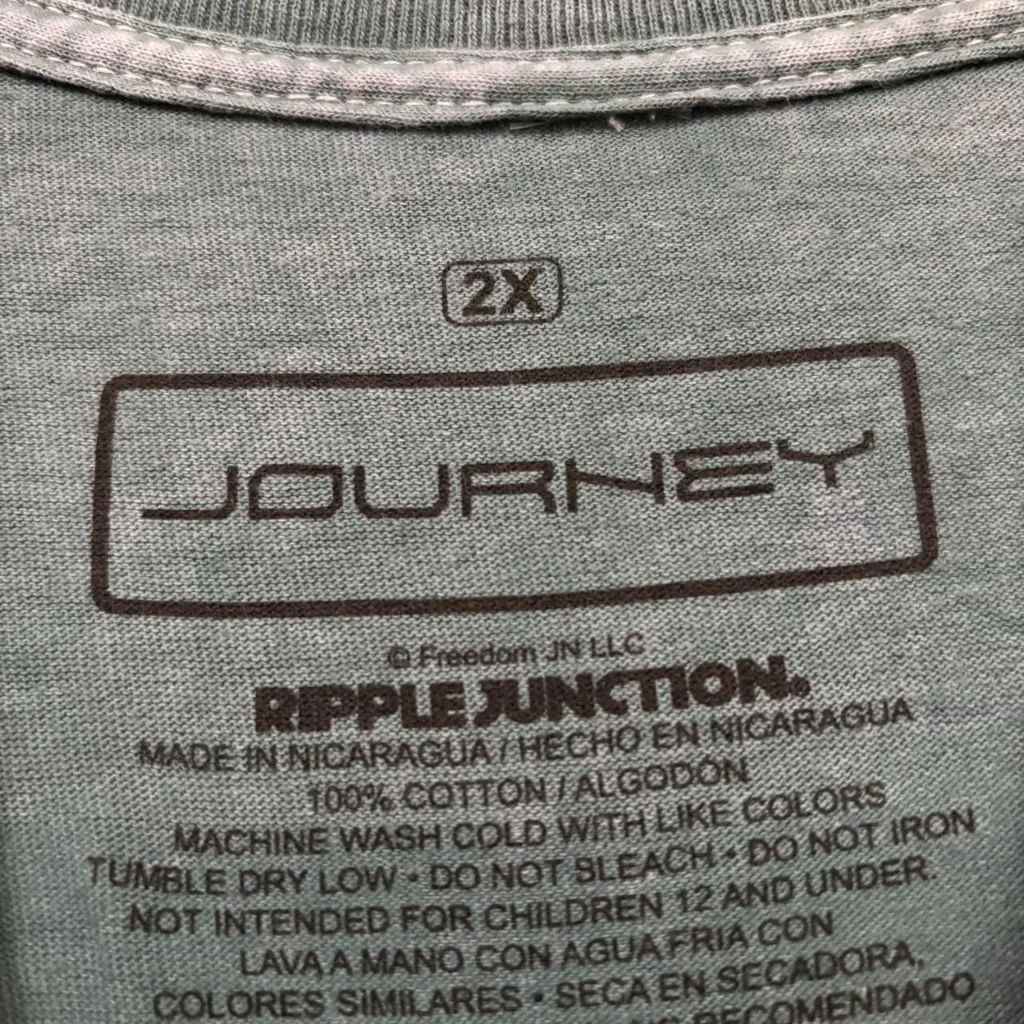 2X
JOURNEY
© Freedom JN LLC
RIPPLE JUNCTION.
MADE IN NICARAGUA / HECHO EN NICARAGUA
100% COTTON / ALGODÓN
MACHINE WASH COLD WITH LIKE COLORS
TUMBLE DRY LOW • DO NOT BLEACH • DO NOT IRON
NOT INTENDED FOR CHILDREN 12 AND UNDER.
LAVA A MANO CON AGUA FRIA CON
COLORES SIMILARES • SECA EN SECADORA,
RECOMENDADO